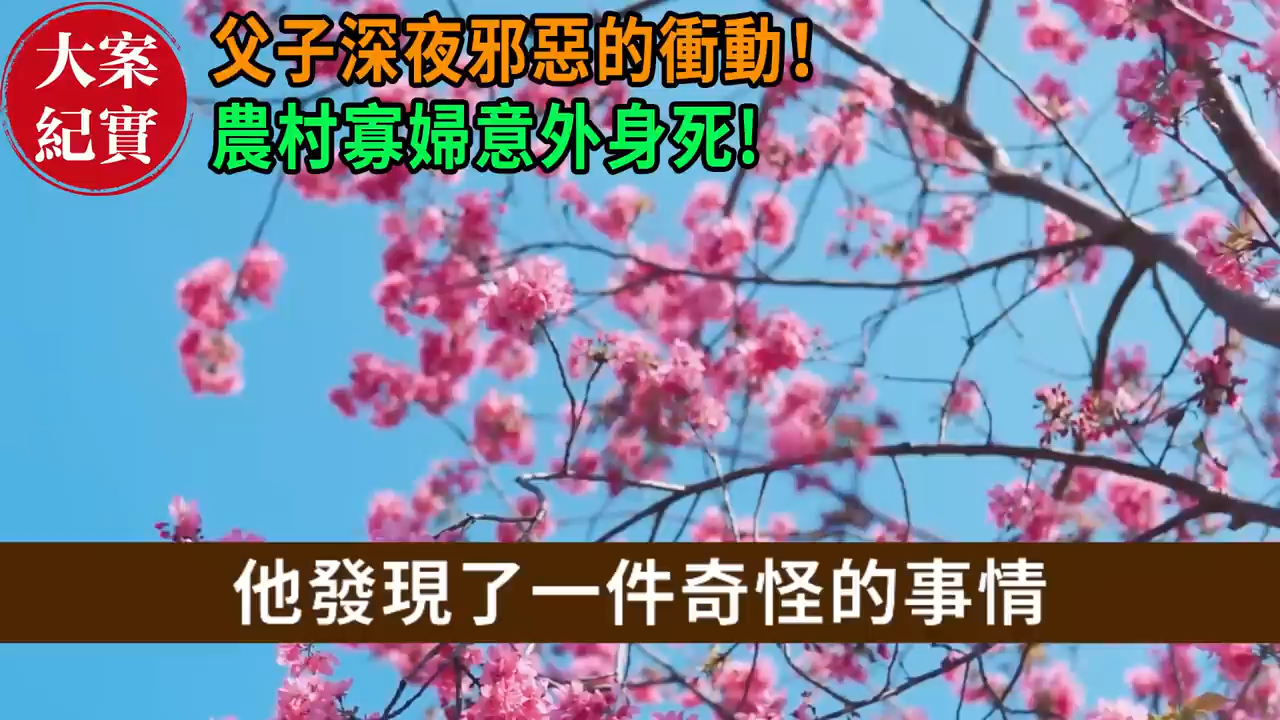 大案
紀實
父子深夜邪惡的衝動!
農村寡婦意外身死!
他發現了一件奇怪的事情